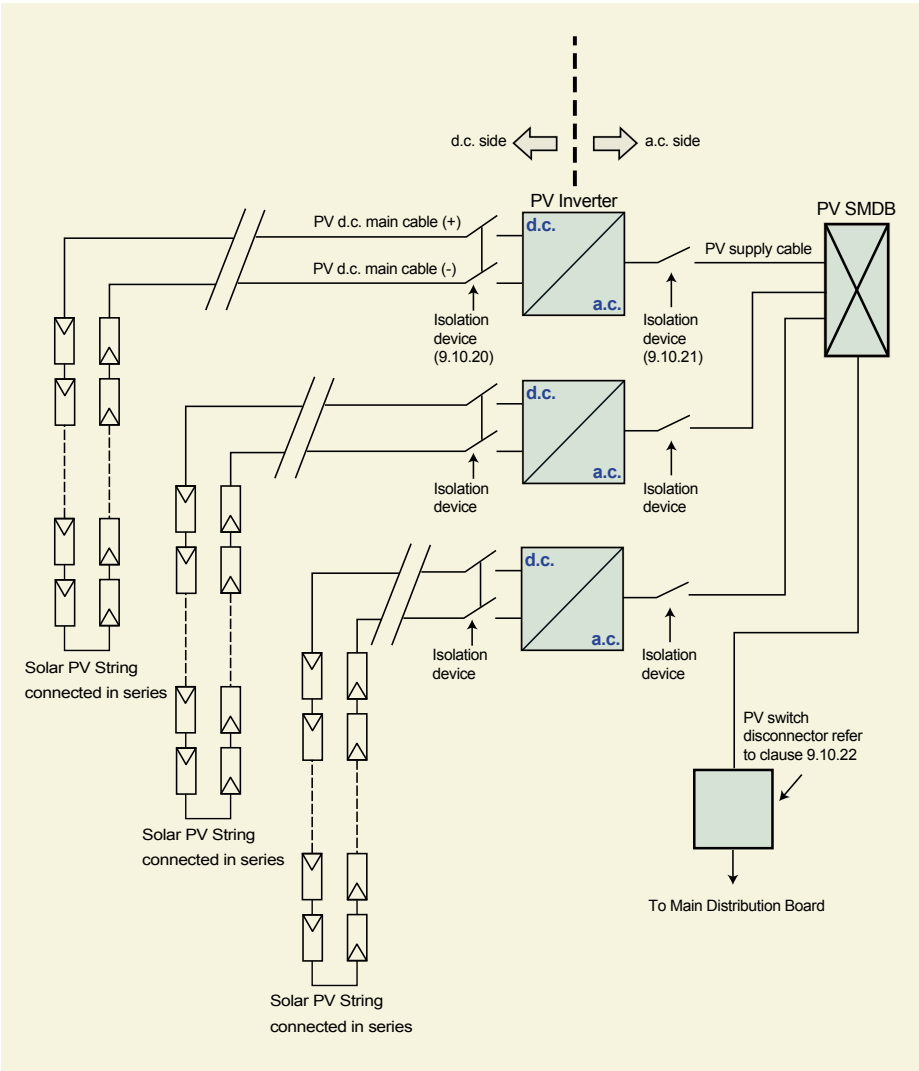 d.c. side
a.c. side
PV Inverter
PV SMDB
PV d.c. main cable (+)
d.c.
PV supply cable
PV d.c. main cable (-)
a.c.
Isolation
device
(9.10.20)
Isolation
device
(9.10.21)
d.c.
a.c.
Isolation
device
Isolation
device
d.c.
a.c.
Isolation
device
Isolation
device
Solar PV String
connected in series
PV switch
disconnector refer
to clause 9.10.22
Solar PV String
connected in series
To Main Distribution Board
Solar PV String
connected in series